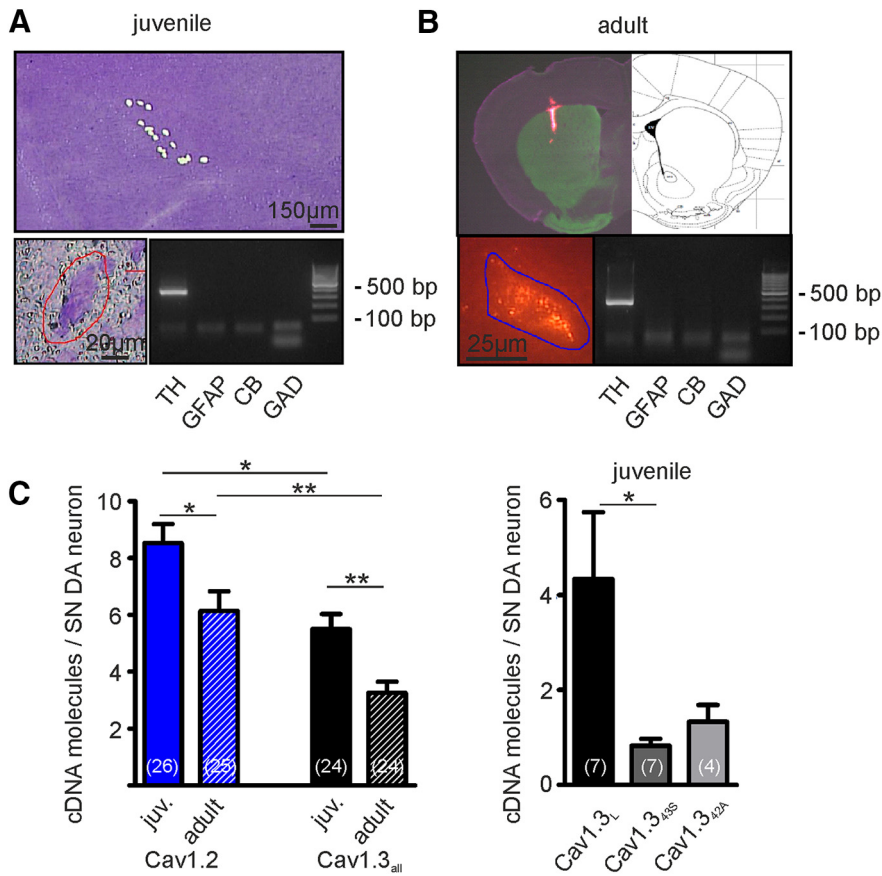 A juvenile
B adult
150µm
20µm
- 500 bp
- 100 bp
TH GFAP CB GAD
25µm
- 500 bp
- 100 bp
TH GFAP CB GAD
C
cDNA molecules / SN DA neuron
10
8
6
4
2
* * ** **
(26) (25) (24) (24)
juv. adult juv. adult
Cav1.2 Cav1.3all
juvenile
cDNA molecules / SN DA neuron
6
4
2
0
*
(7) (7) (4)
Cav1.3L Cav1.343S Cav1.342A